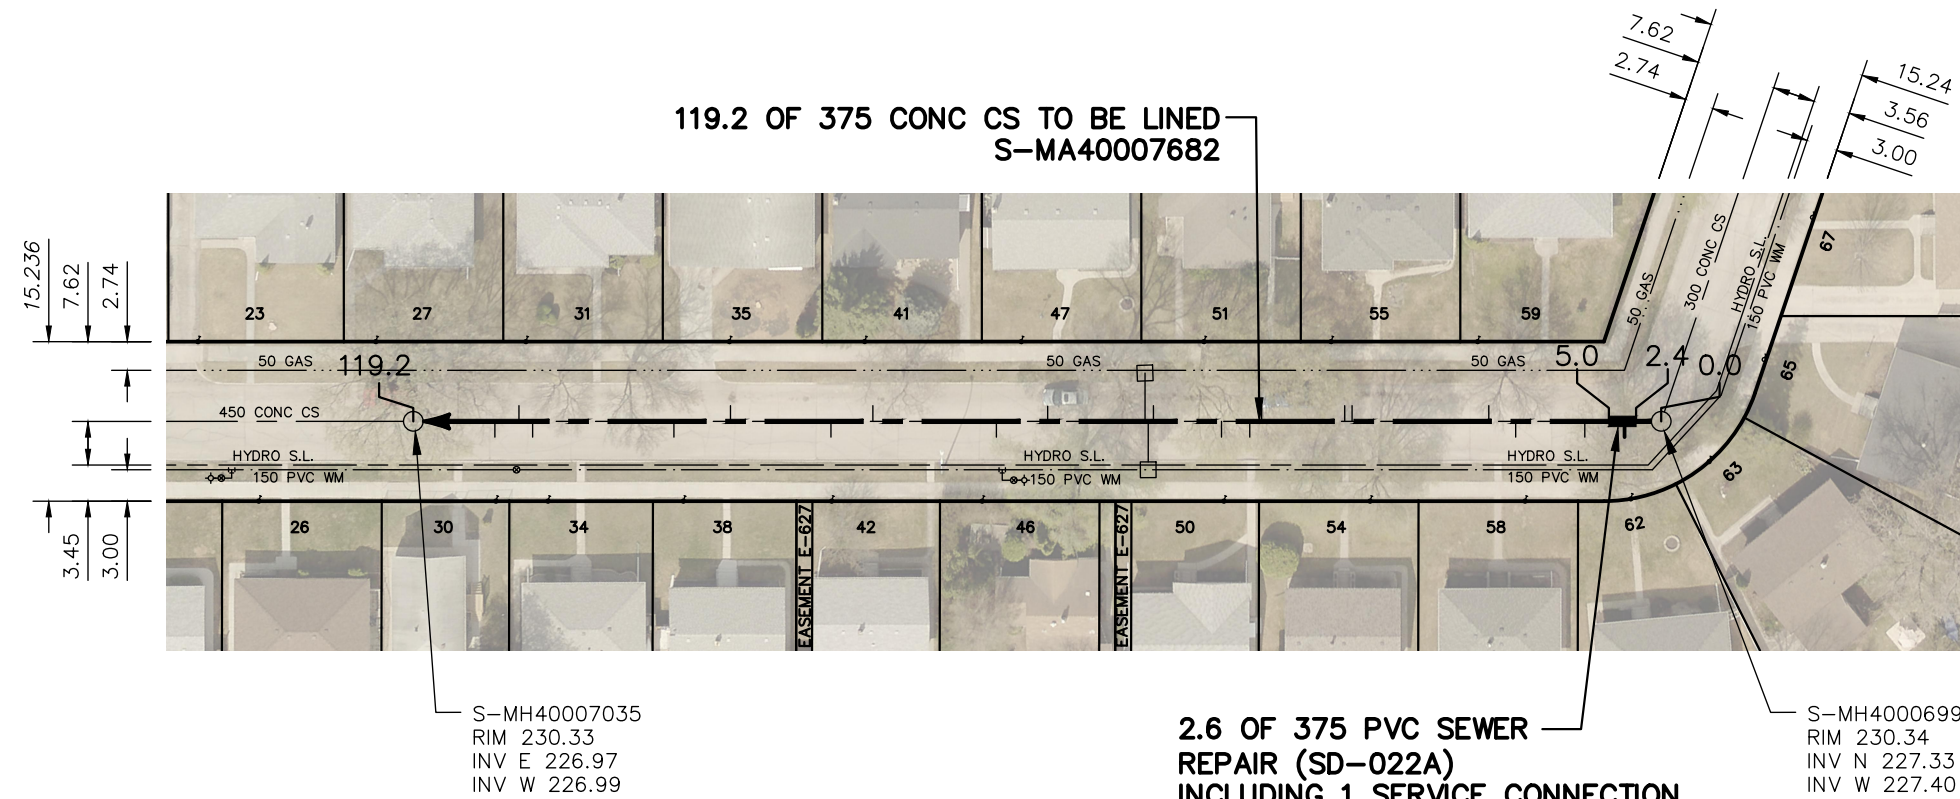 7.62
2.74
15.24
3.56
3.00
119.2 OF 375 CONC CS TO BE LINED
S-MA40007682
15.236
7.62
2.74
23
27
31
35
41
47
51
55
59
67
50 GAS
300 CONC CS
HYDRO S.L.
150 PVC WM
50 GAS
119.2
50 GAS
50 GAS
5.0
2.4
0.0
65
450 CONC CS
HYDRO S.L.
150 PVC WM
HYDRO S.L.
150 PVC WM
HYDRO S.L.
150 PVC WM
63
3.45
3.00
26
30
34
38
EASEMENT E-627
42
46
EASEMENT E-627
50
54
58
62
S-MH40007035
RIM 230.33
INV E 226.97
INV W 226.99
2.6 OF 375 PVC SEWER
REPAIR (SD-022A)
INCLUDING 1 SERVICE CONNECTION
S-MH4000699
RIM 230.34
INV N 227.33
INV W 227.40